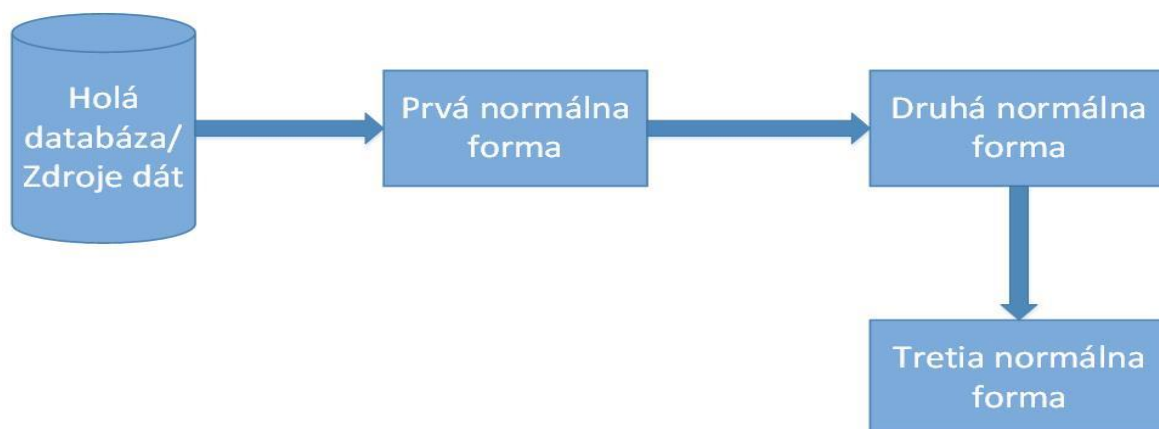 Holá
databáza/
Zdroje dát
Prvá normálna
forma
Druhá normálna
forma
Tretia normálna
forma